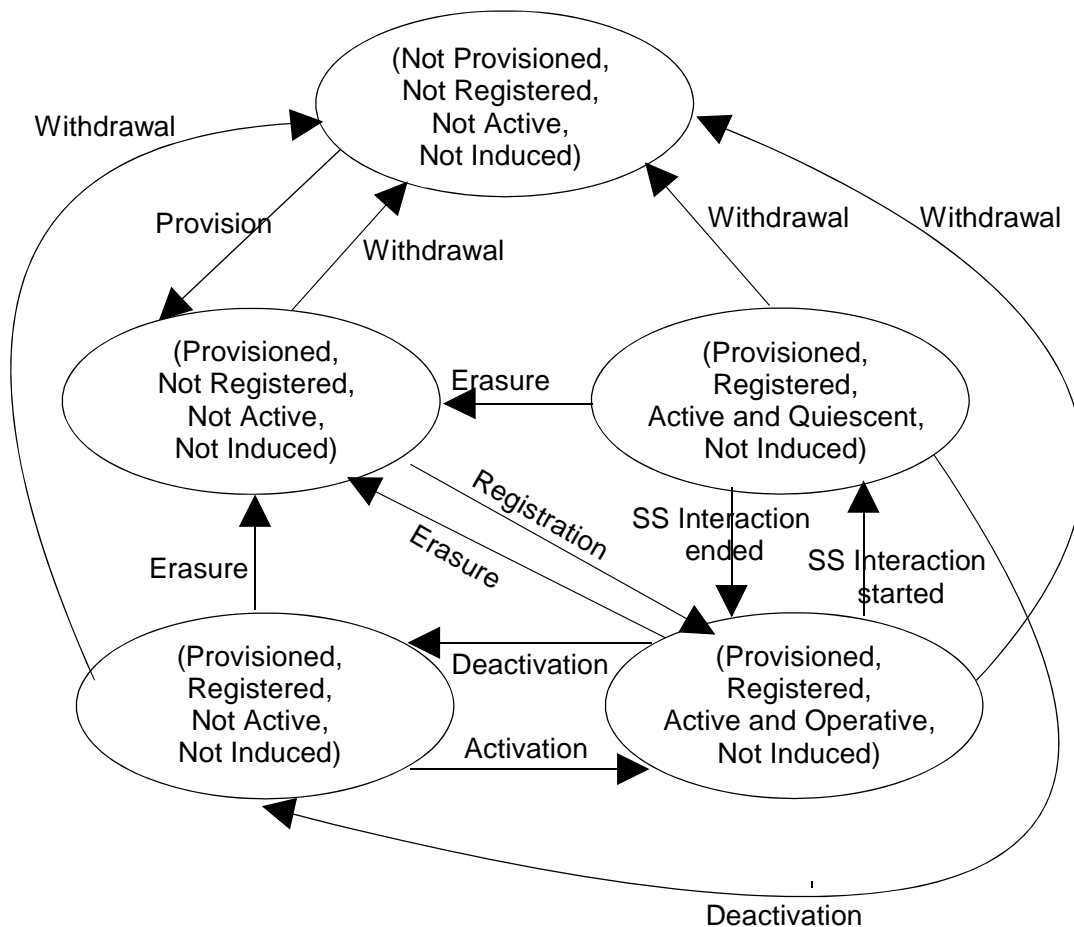 (Not Provisioned,
Not Registered,
Not Active,
Not Induced)
Withdrawal
Provision
Withdrawal
Withdrawal
Withdrawal
(Provisioned,
Not Registered,
Not Active,
Not Induced)
Erasure
(Provisioned,
Registered,
Active and Quiescent,
Not Induced)
Registration
Erasure
SS Interaction
ended
SS Interaction
started
Erasure
(Provisioned,
Registered,
Not Active,
Not Induced)
Deactivation
Activation
(Provisioned,
Registered,
Active and Operative,
Not Induced)
Deactivation